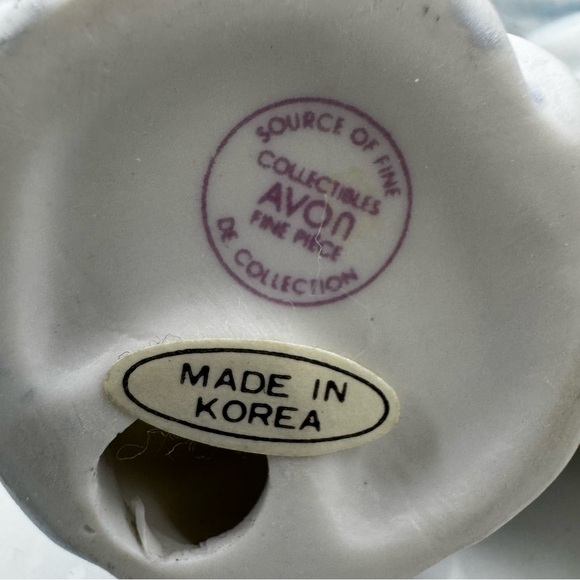 SOURCE OF FINE
COLLECTIBLES
AVON
FINE PIECE
DE COLLECTION
MADE IN
KOREA